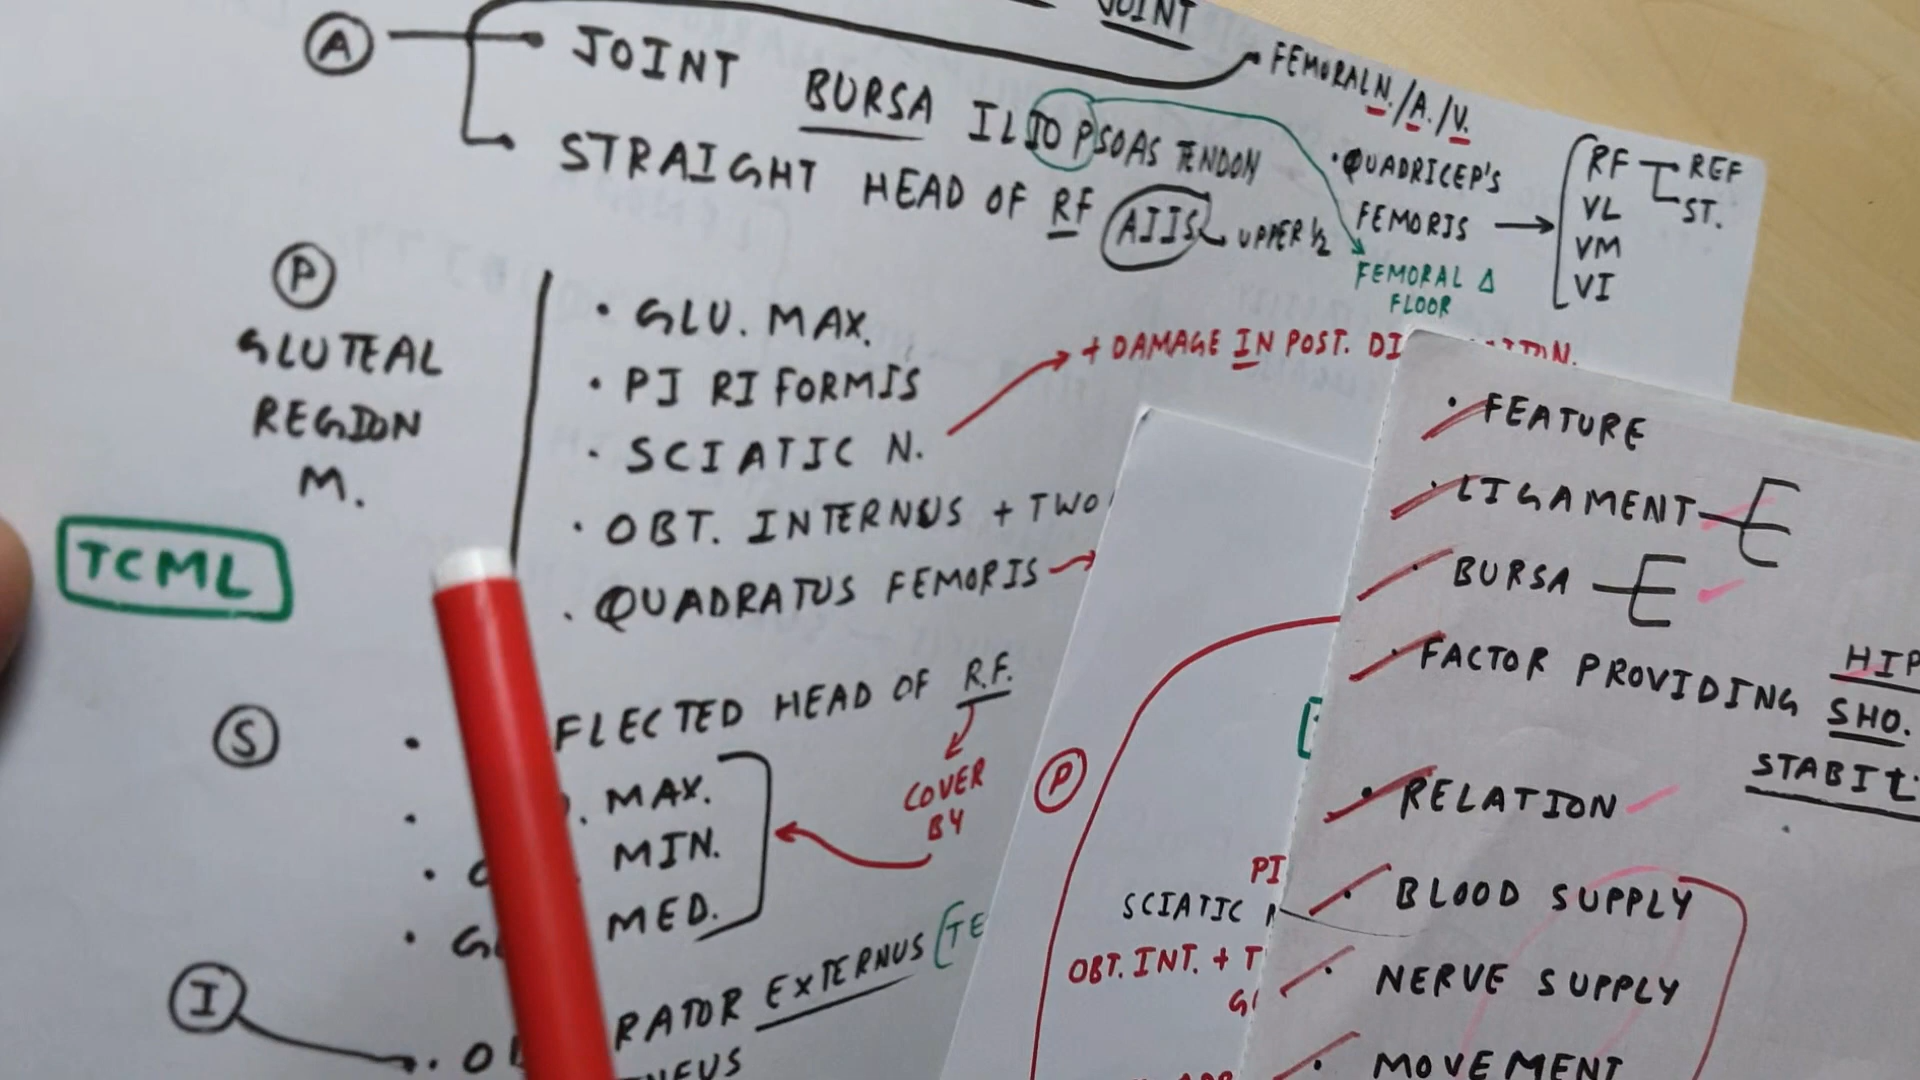 JOINT
A
JOINT BURSA ILIOPSOAS TENDON
FEMORAL N./A./V.
STRAIGHT HEAD OF RF AIIS UPPER 1/2
· QUADRICEP'S
FEMORIS
RF REF
ST.
VL
VM
VI
FEMORAL Δ
FLOOR
P
GLUTEAL
REGION
M.
· GLU. MAX.
· PIRIFORMIS
· SCIATIC N.
+ DAMAGE IN POST.
· OBT. INTERNUS + TWO
· QUADRATUS FEMORIS
TCML
S
FLECTED HEAD OF R.F.
MAX.
MIN.
MED.
COVER
BY
I
RATOR EXTERNUS
P
SCIATIC
OBT. INT. +
· FEATURE
· LIGAMENT
· BURSA
· FACTOR PROVIDING
HIP
SHO.
STABIL
· RELATION
· BLOOD SUPPLY
· NERVE SUPPLY
· MOVEMENT